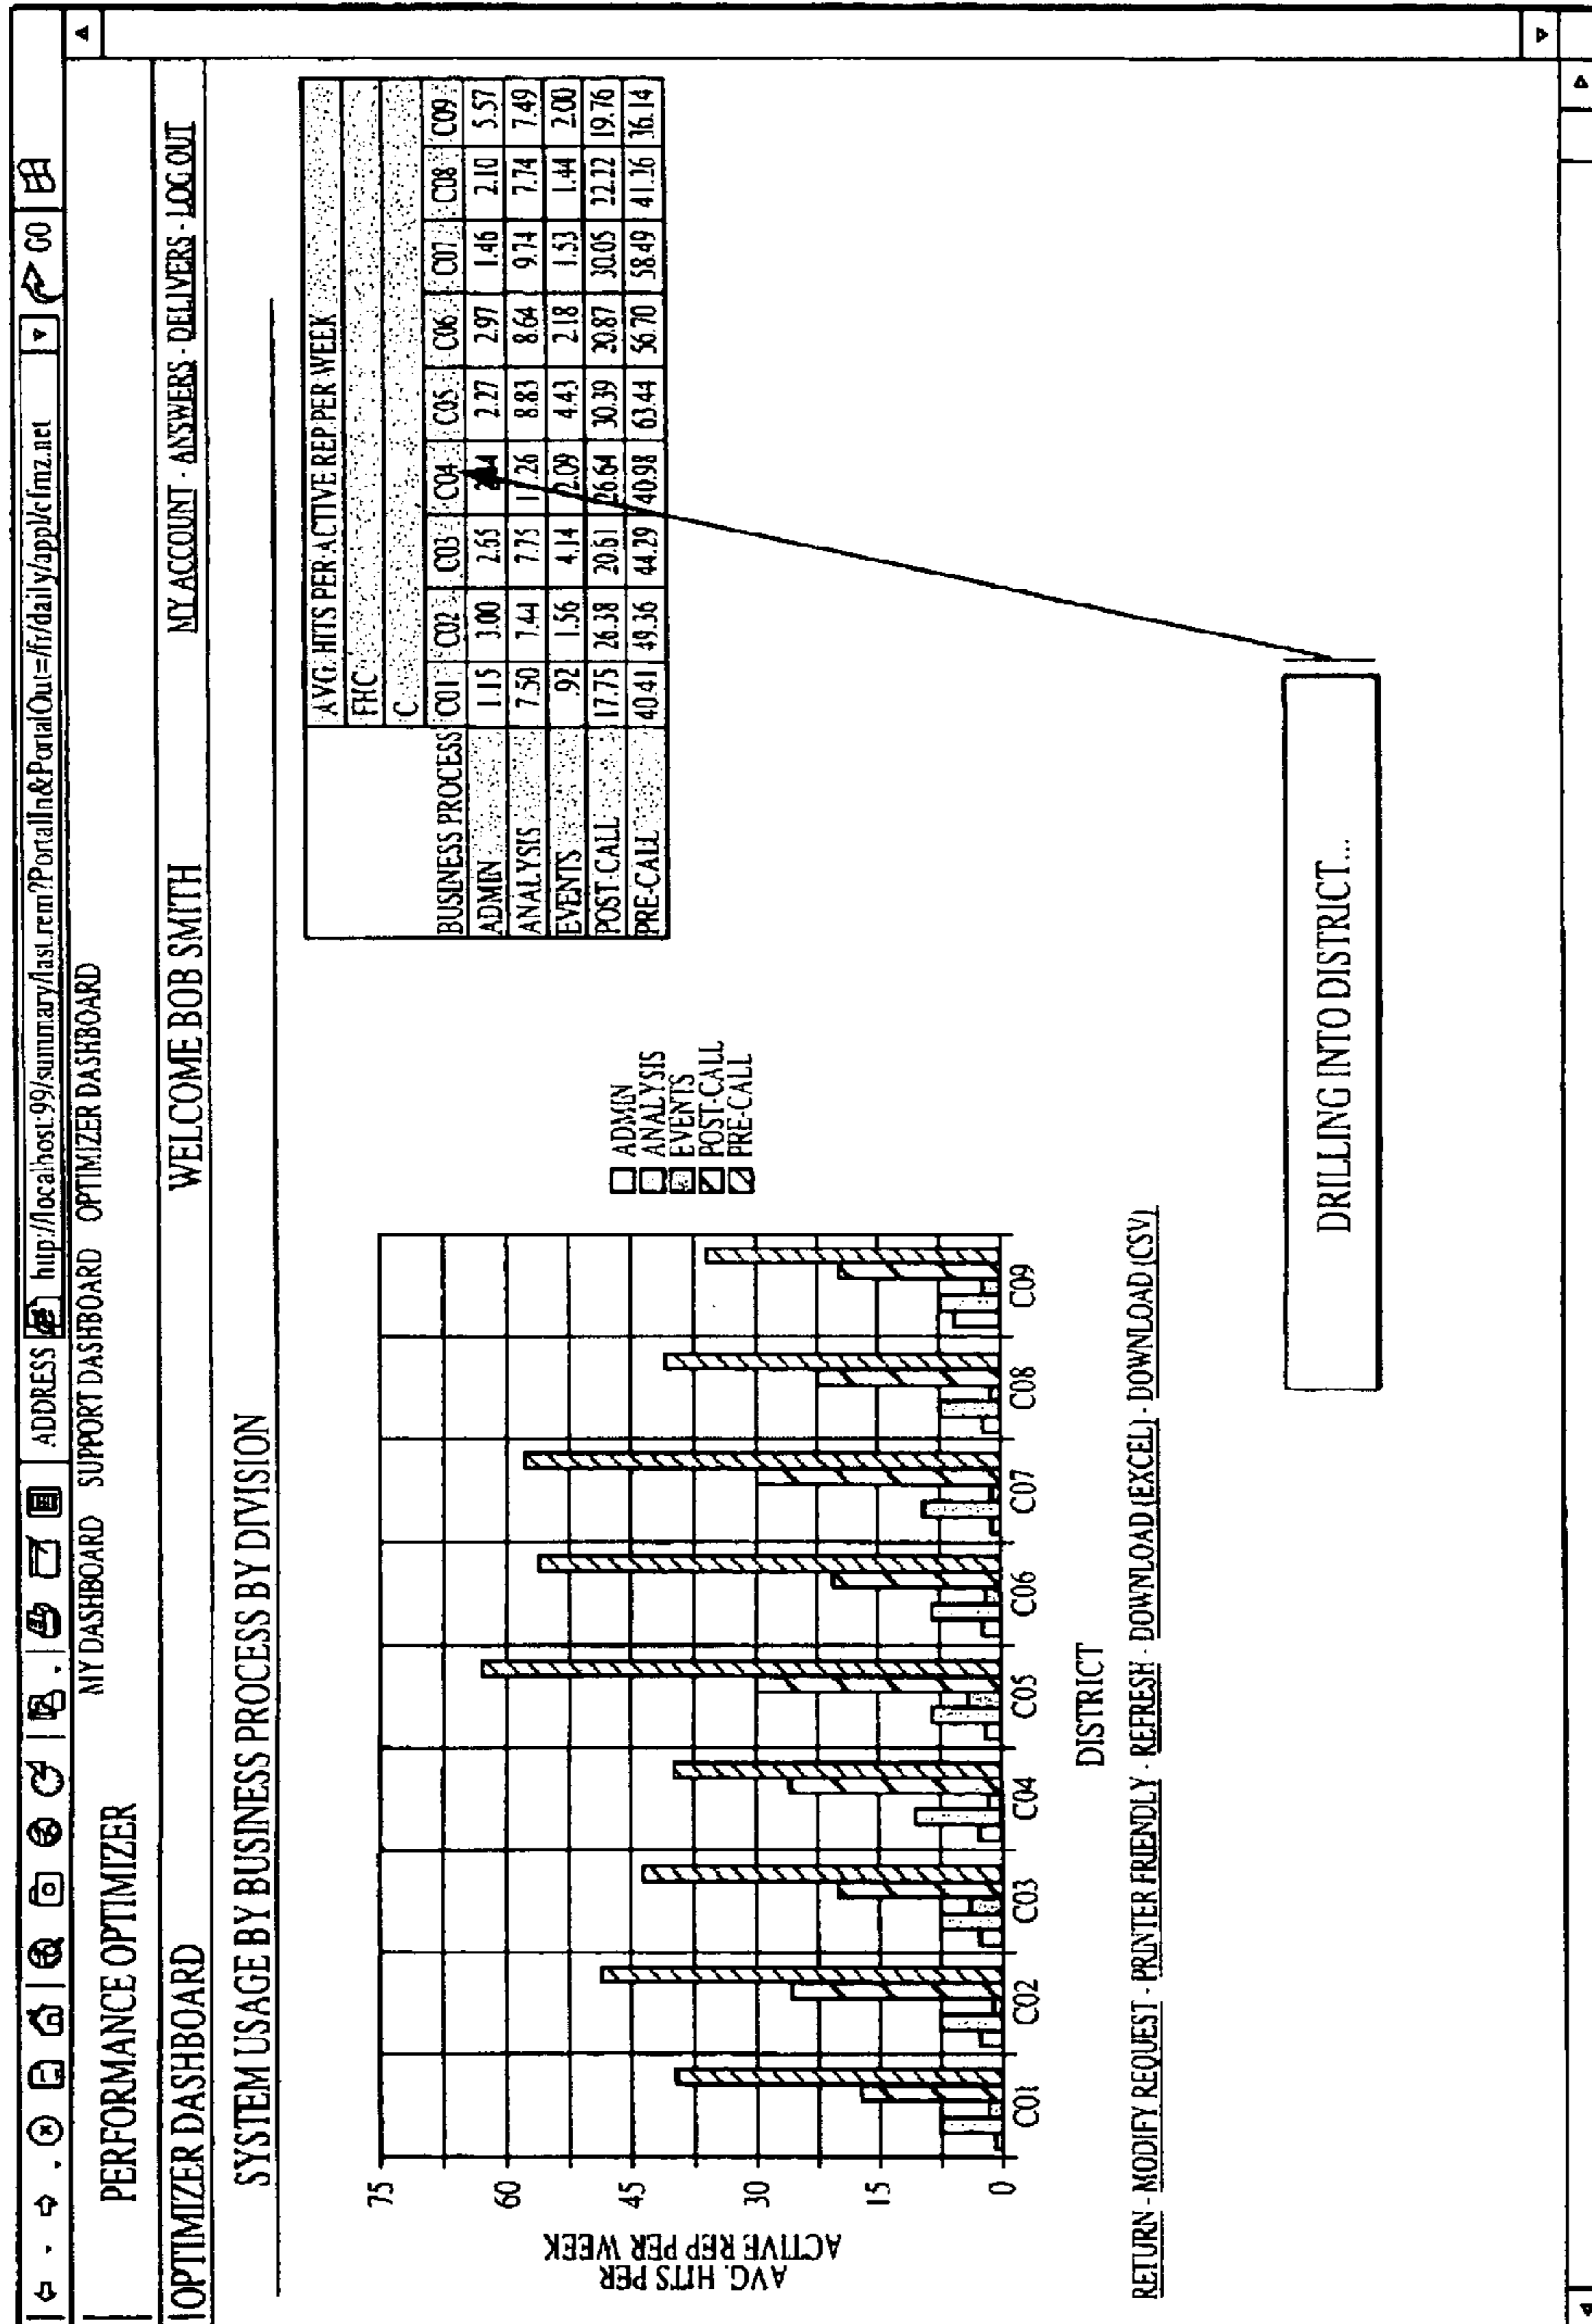 ADDRESS http://localhost:99/summary/last.rem?PortalIn&PortalOut=/fr/daily/appl/cfmz.net GO
MY DASHBOARD SUPPORT DASHBOARD OPTIMIZER DASHBOARD
PERFORMANCE OPTIMIZER
OPTIMIZER DASHBOARD WELCOME BOB SMITH MY ACCOUNT - ANSWERS - DELIVERS - LOG OUT
SYSTEM USAGE BY BUSINESS PROCESS BY DIVISION
AVG. HITS PER ACTIVE REP PER WEEK
75
60
45
30
15
0
C01 C02 C03 C04 C05 C06 C07 C08 C09
DISTRICT
ADMIN
ANALYSIS
EVENTS
POST-CALL
PRE-CALL
AVG. HITS PER ACTIVE REP PER WEEK
FHC
C
BUSINESS PROCESS C01 C02 C03 C04 C05 C06 C07 C08 C09
ADMIN 1.15 3.00 2.65 2.27 2.97 1.46 2.10 5.57
ANALYSIS 7.50 7.44 7.75 8.83 8.64 9.74 7.74 7.49
EVENTS .92 1.56 4.14 2.09 4.43 2.18 1.53 1.44 2.00
POST-CALL 17.75 26.38 20.61 26.64 30.39 20.87 30.05 22.22 19.76
PRE-CALL 40.41 49.36 44.29 40.98 63.44 56.70 58.49 41.26 36.14
RETURN - MODIFY REQUEST - PRINTER FRIENDLY - REFRESH - DOWNLOAD (EXCEL) - DOWNLOAD (CSV)
DRILLING INTO DISTRICT...